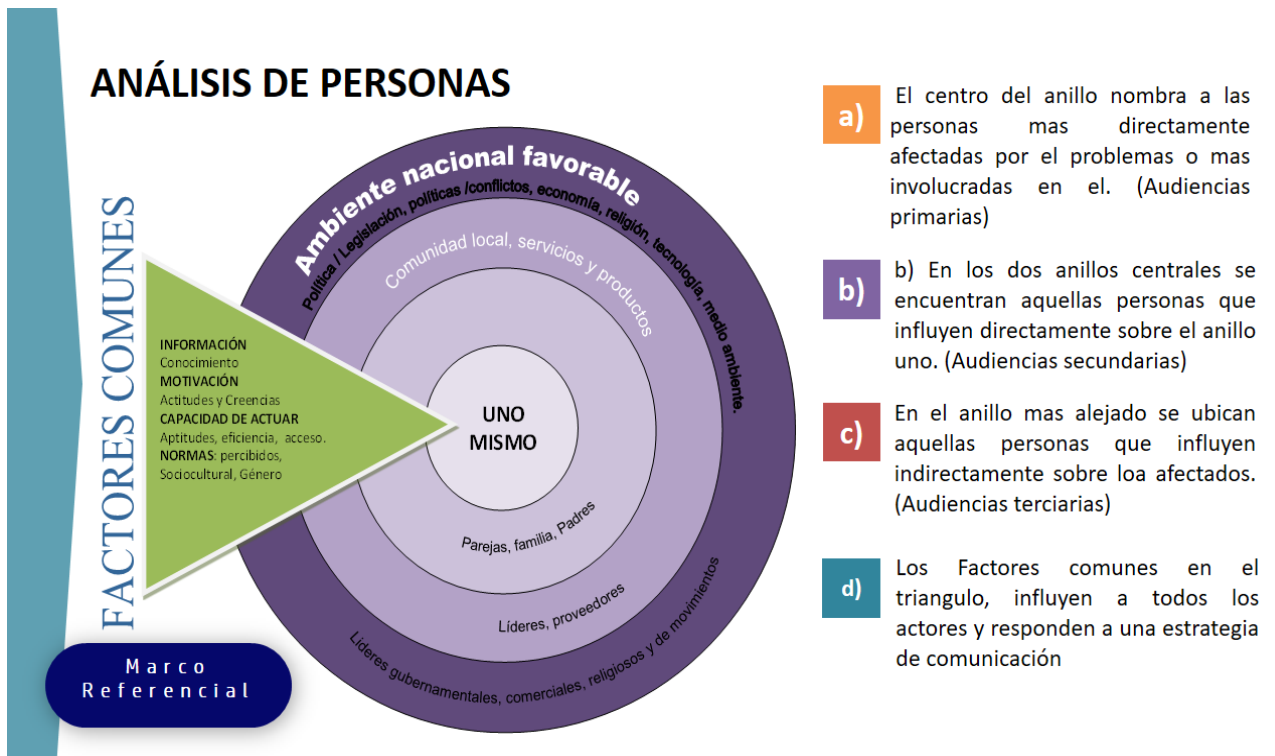 ANÁLISIS DE PERSONAS
FACTORES COMUNES
Ambiente nacional favorable
Política / Legislación, políticas /conflictos, economía, religión, tecnología, medio ambiente.
Comunidad local, servicios y productos
INFORMACIÓN
Conocimiento
MOTIVACIÓN
Actitudes y Creencias
CAPACIDAD DE ACTUAR
Aptitudes, eficiencia, acceso.
NORMAS: percibidos,
Sociocultural, Género
UNO
MISMO
Parejas, familia, Padres
Líderes, proveedores
Líderes gubernamentales, comerciales, religiosos y de movimientos
Marco
Referencial
a)
El centro del anillo nombra a las
personas mas directamente
afectadas por el problemas o mas
involucradas en el. (Audiencias
primarias)
b)
b) En los dos anillos centrales se
encuentran aquellas personas que
influyen directamente sobre el anillo
uno. (Audiencias secundarias)
c)
En el anillo mas alejado se ubican
aquellas personas que influyen
indirectamente sobre loa afectados.
(Audiencias terciarias)
d)
Los Factores comunes en el
triangulo, influyen a todos los
actores y responden a una estrategia
de comunicación